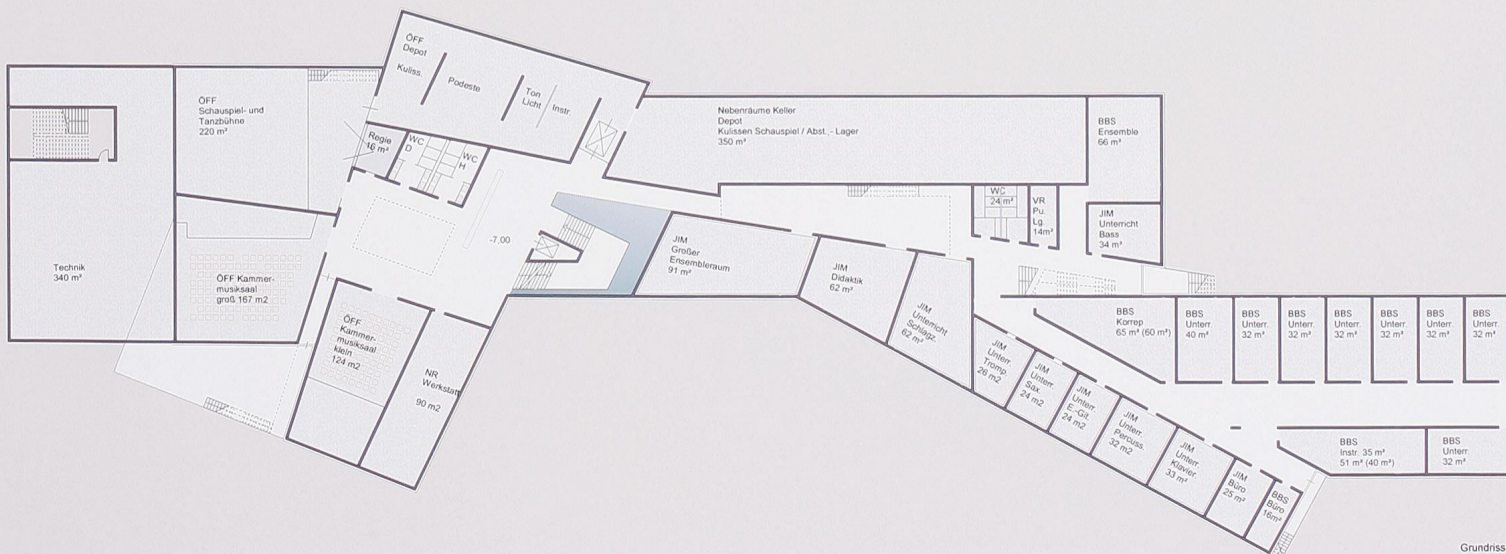 ÖFF
Depot
Kuliss.
Podeste
Ton
Licht
Instr.
ÖFF
Schauspiel- und
Tanzbühne
220 m²
Regie
16 m²
WC
D
WC
H
Nebenräume Keller
Depot
Kulissen Schauspiel / Abst.,- Lager
350 m²
BBS
Ensemble
66 m²
WC
24 m²
VR
Pu.
Lg.
14m²
JIM
Unterricht
Bass
34 m²
Technik
340 m²
ÖFF Kammer-
musiksaal
groß 167 m2
-7,00
JIM
Großer
Ensembleraum
91 m²
JIM
Didaktik
62 m²
JIM
Unterricht
Schlagz.
62 m²
ÖFF
Kammer-
musiksaal
klein
124 m2
NR
Werkstatt
90 m2
JIM
Unterr.
Tromp.
26 m2
JIM
Unterr.
Sax.
24 m2
JIM
Unterr.
E.-Git.
24 m2
JIM
Unterr.
Percuss.
32 m2
JIM
Unterr.
Klavier.
33 m²
JIM
Büro
25 m²
BBS
Büro
16m²
BBS
Korrep
65 m² (60 m²)
BBS
Unterr.
40 m²
BBS
Unterr.
32 m²
BBS
Unterr.
32 m²
BBS
Unterr.
32 m²
BBS
Unterr.
32 m²
BBS
Unterr.
32 m²
BBS
Unterr.
32 m²
BBS
Instr. 35 m²
51 m² (40 m²)
BBS
Unterr.
32 m²
Grundriss